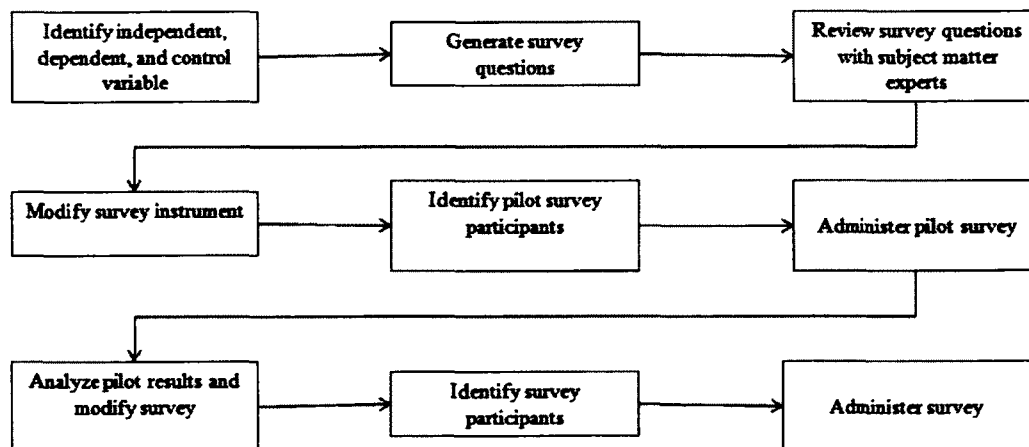 Identify independent,
dependent, and control
variable
Generate survey
questions
Review survey questions
with subject matter
experts
Modify survey instrument
Identify pilot survey
participants
Administer pilot survey
Analyze pilot results and
modify survey
Identify survey
participants
Administer survey